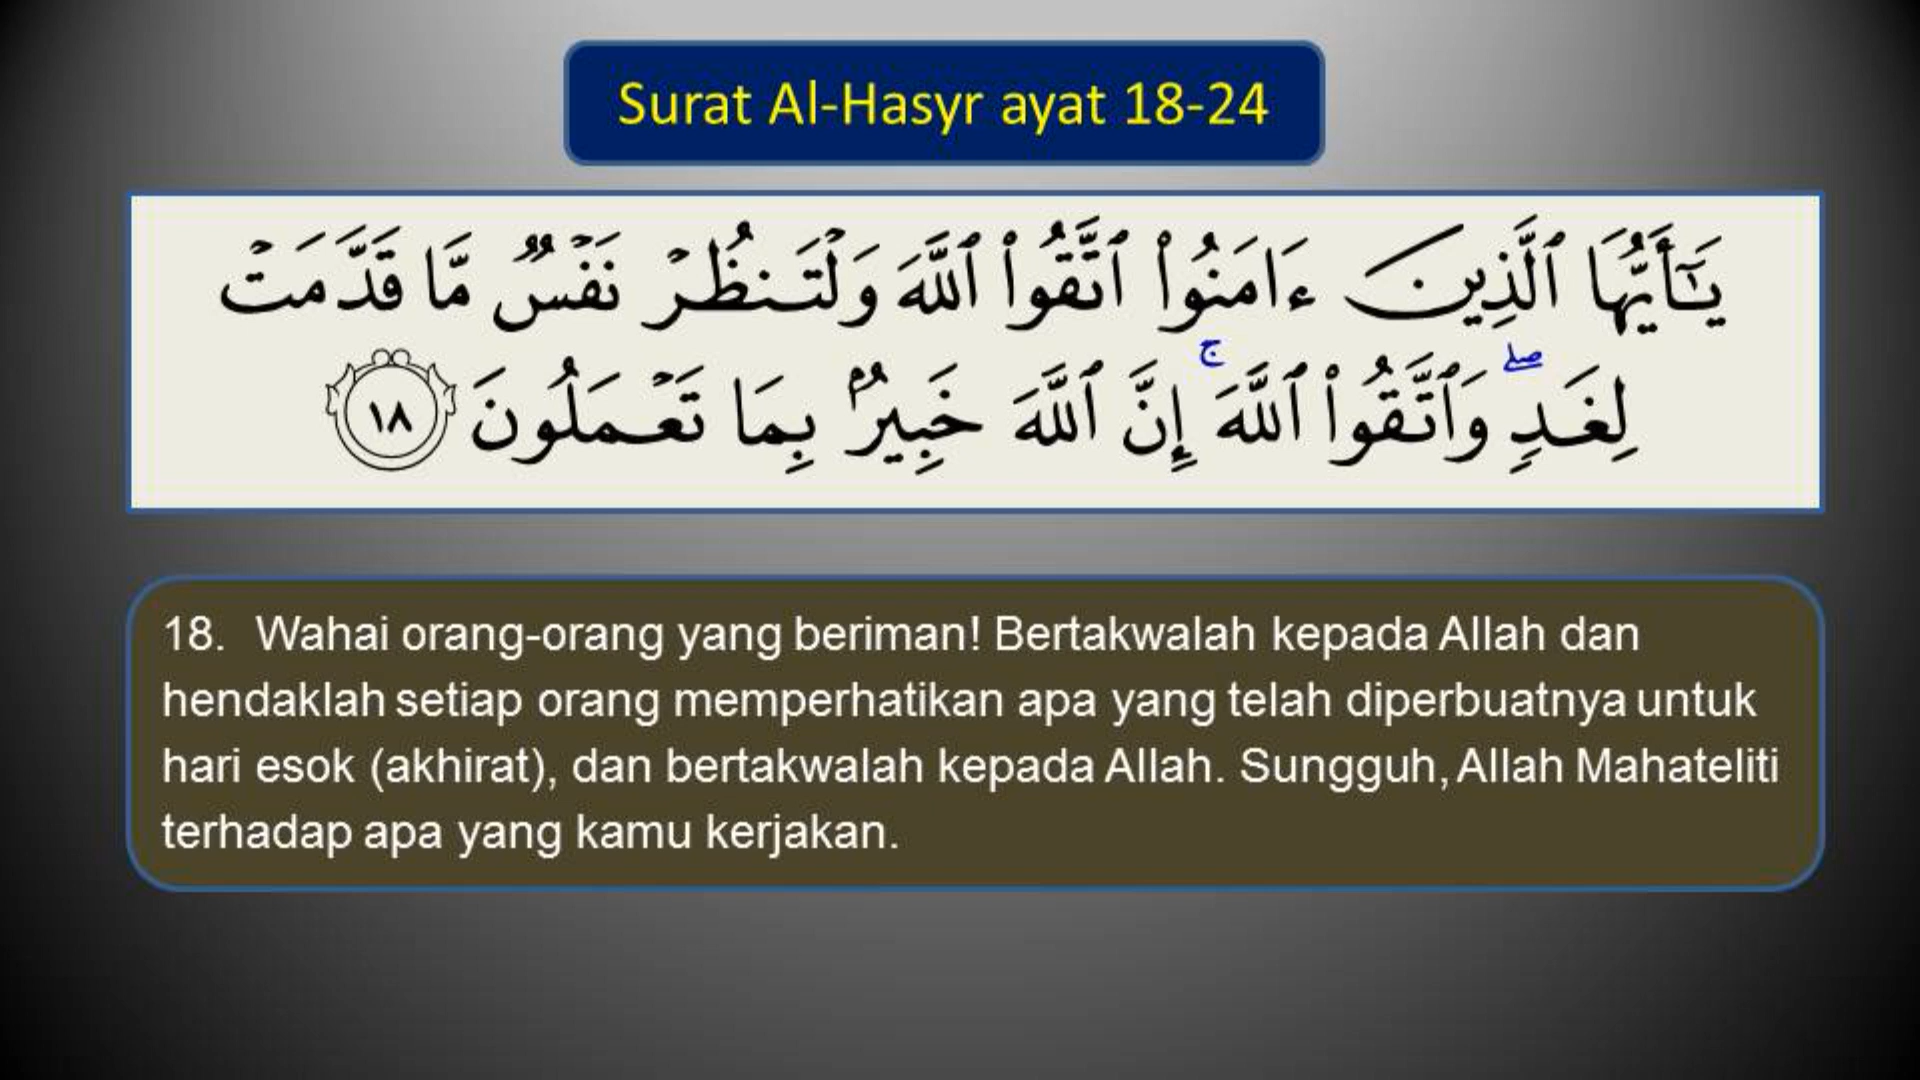 Surat Al-Hasyr ayat 18-24
يَـٰٓأَيُّهَا ٱلَّذِينَ ءَامَنُوا۟ ٱتَّقُوا۟ ٱللَّهَ وَلْتَنظُرْ نَفْسٌ مَّا قَدَّمَتْ
لِغَدٍ ۖ وَٱتَّقُوا۟ ٱللَّهَ ۚ إِنَّ ٱللَّهَ خَبِيرٌۢ بِمَا تَعْمَلُونَ ١٨
18. Wahai orang-orang yang beriman! Bertakwalah kepada Allah dan
hendaklah setiap orang memperhatikan apa yang telah diperbuatnya untuk
hari esok (akhirat), dan bertakwalah kepada Allah. Sungguh, Allah Mahateliti
terhadap apa yang kamu kerjakan.